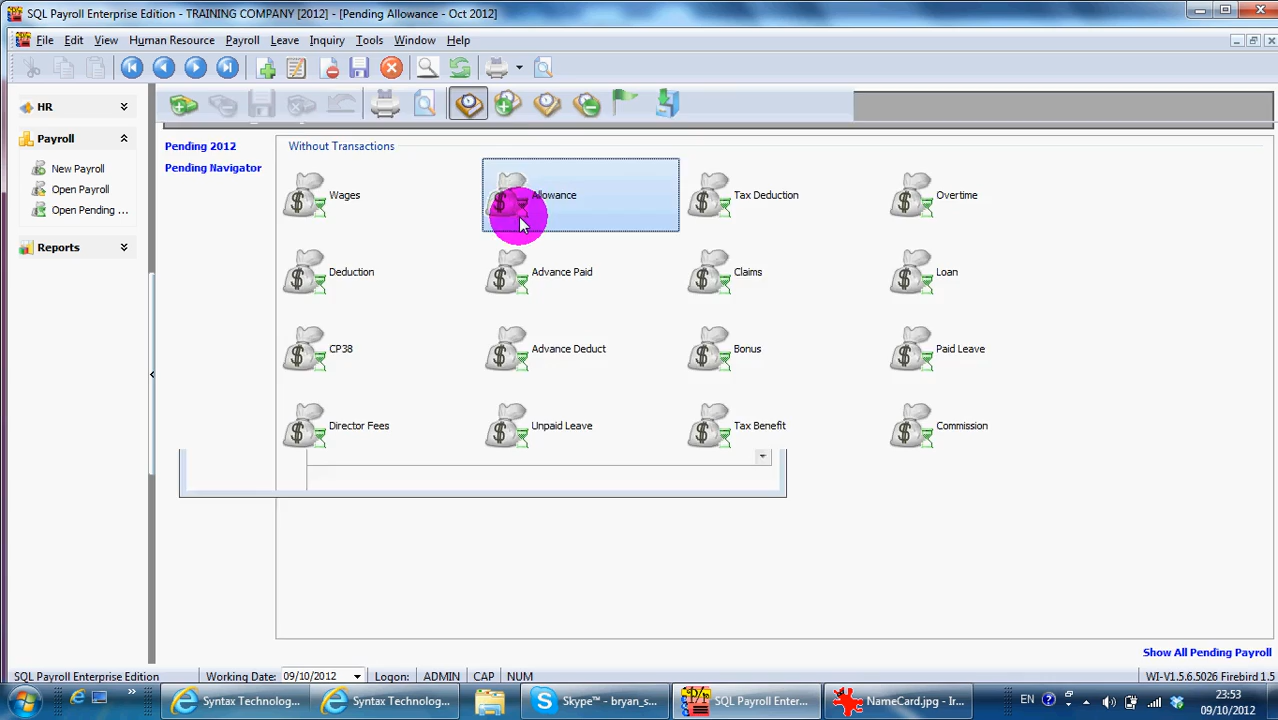 SQL Payroll Enterprise Edition - TRAINING COMPANY [2012] - [Pending Allowance - Oct 2012]
File Edit View Human Resource Payroll Leave Inquiry Tools Window Help
HR
Payroll
New Payroll
Open Payroll
Open Pending ...
Reports
Pending 2012
Pending Navigator
Without Transactions
Wages Allowance Tax Deduction Overtime
Deduction Advance Paid Claims Loan
CP38 Advance Deduct Bonus Paid Leave
Director Fees Unpaid Leave Tax Benefit Commission
Show All Pending Payroll
SQL Payroll Enterprise Edition Working Date: 09/10/2012 Logon: ADMIN CAP NUM WI-V1.5.6.5026 Firebird 1.5
Syntax Technolog... Syntax Technolog... Skype™ - bryan_s... SQL Payroll Enter... NameCard.jpg - Ir... EN 23:53
09/10/2012